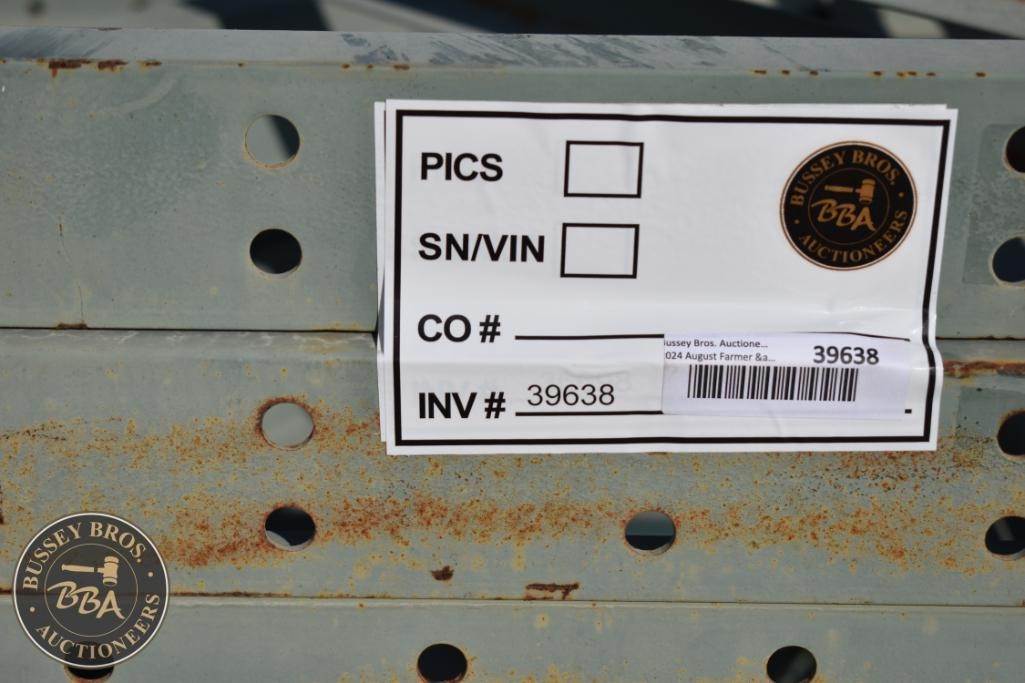 PICS
SN/VIN
CO #
INV # 39638
BUSSEY BROS.
BBA
AUCTIONEERS
ussey Bros. Auctione...
024 August Farmer &a...
39638
BUSSEY BROS.
BBA
AUCTIONEERS